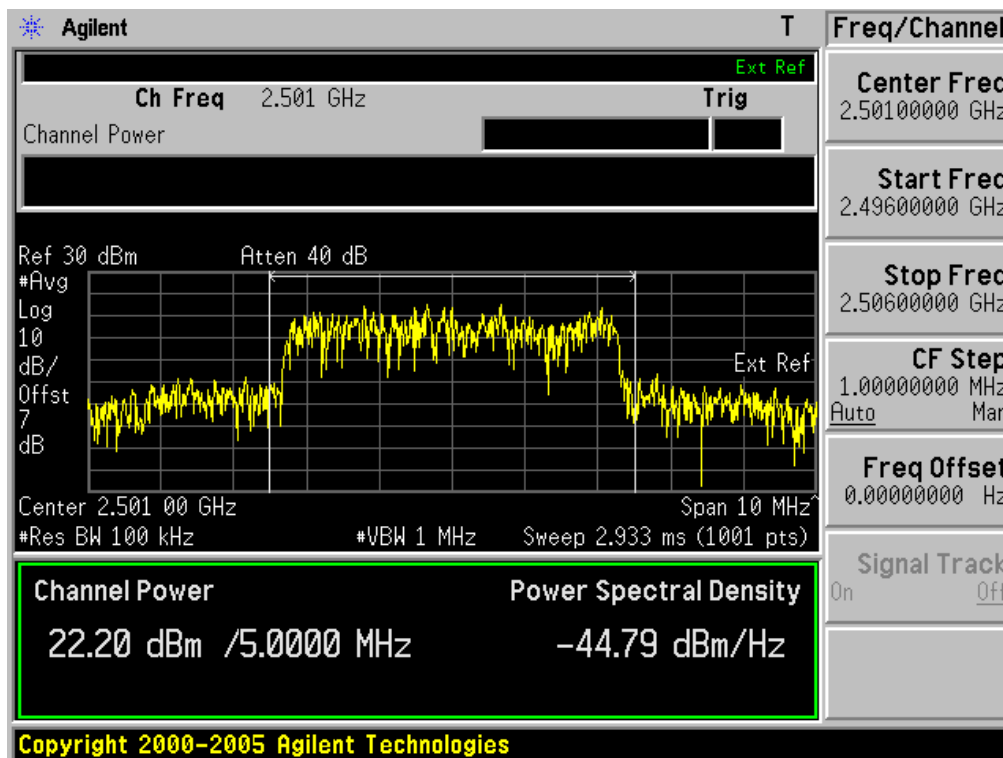 Agilent T Freq/Channel
Ext Ref
Ch Freq 2.501 GHz Trig
Channel Power
Center Freq
2.50100000 GHz
Start Freq
2.49600000 GHz
Ref 30 dBm Atten 40 dB
#Avg
Log
10
dB/
Offst
7
dB
Ext Ref
Stop Freq
2.50600000 GHz
CF Step
1.00000000 MHz
Auto Man
Freq Offset
0.00000000 Hz
Center 2.501 00 GHz Span 10 MHz^
#Res BW 100 kHz #VBW 1 MHz Sweep 2.933 ms (1001 pts)
Signal Track
On Off
Channel Power Power Spectral Density
22.20 dBm /5.0000 MHz -44.79 dBm/Hz
Copyright 2000-2005 Agilent Technologies